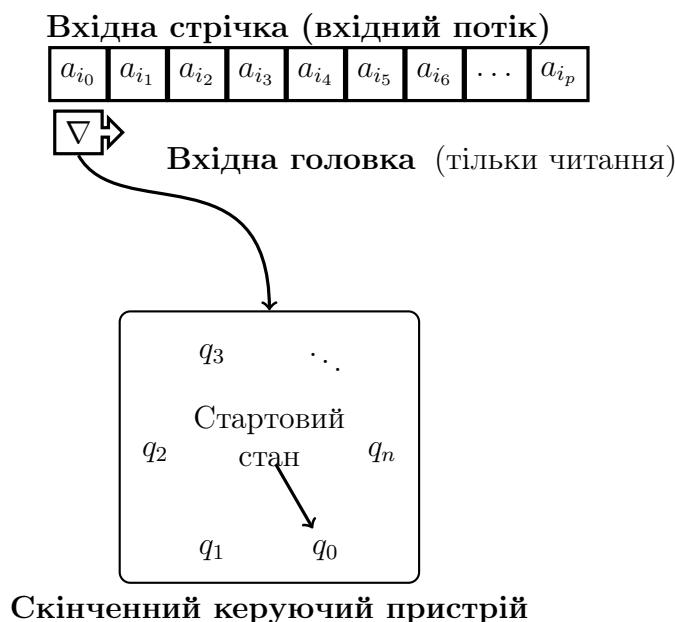 Вхідна стрічка (вхідний потік)
a_{i_0} a_{i_1} a_{i_2} a_{i_3} a_{i_4} a_{i_5} a_{i_6} ... a_{i_p}
∇
Вхідна головка (тільки читання)
q_3 ⋱
Стартовий
q_2 стан q_n
q_1 q_0
Скінченний керуючий пристрій